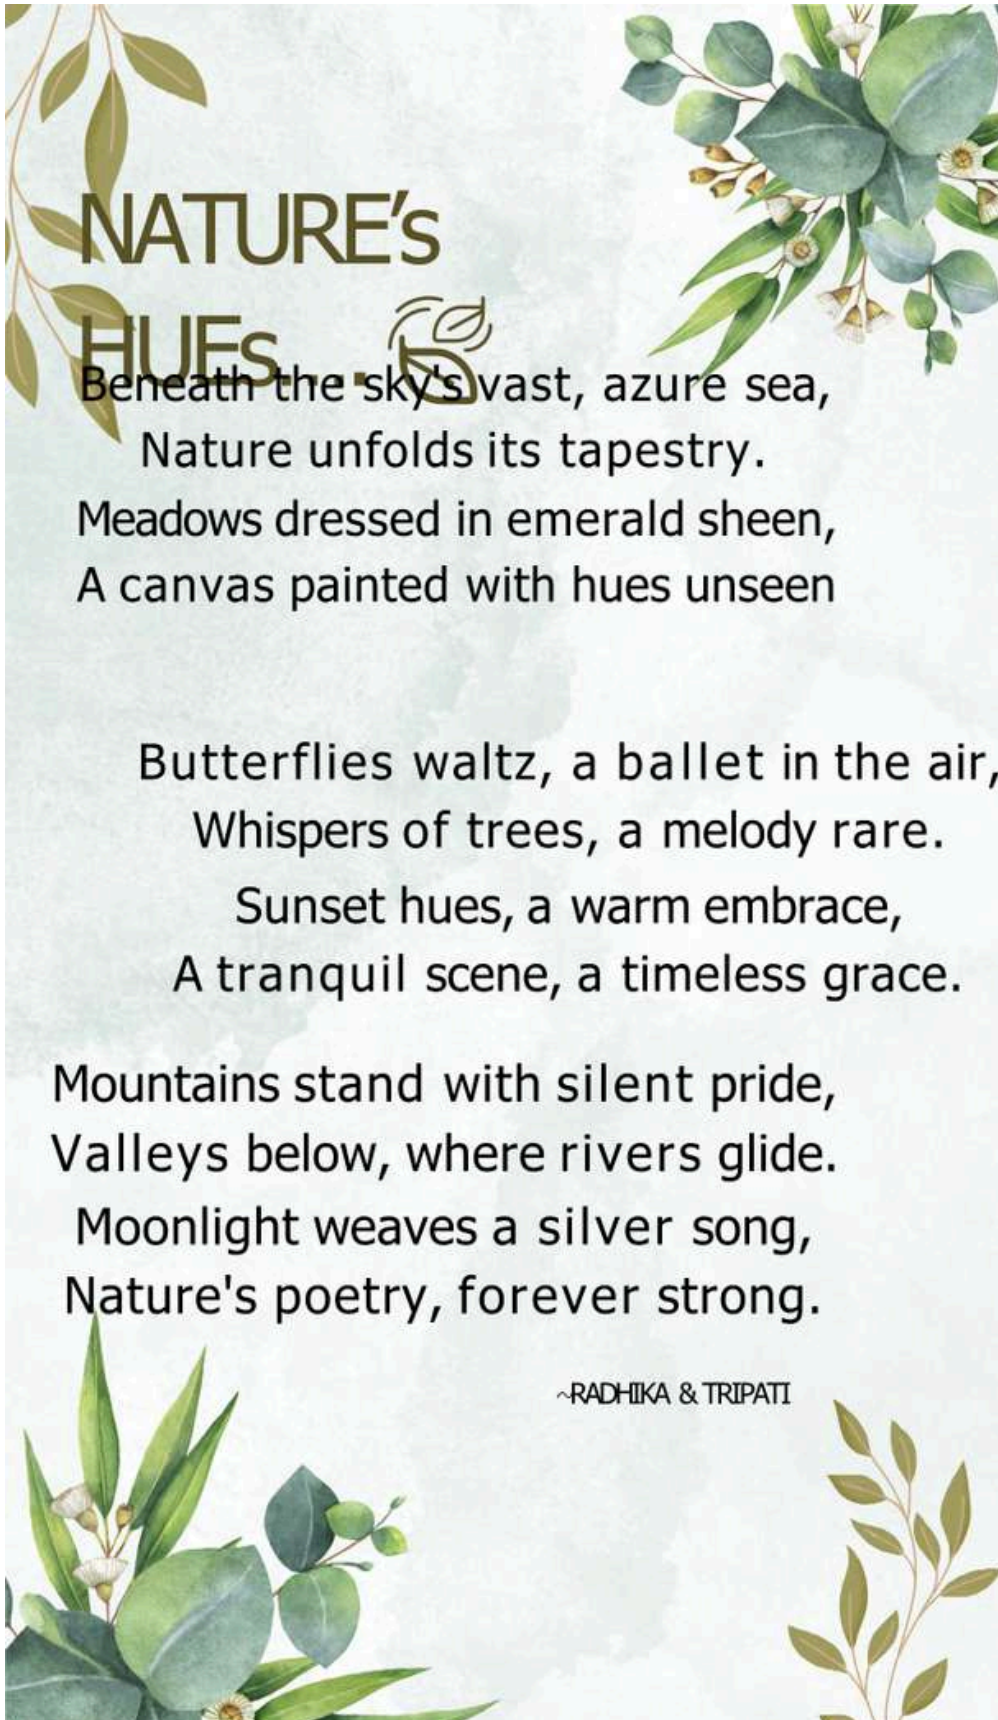 NATURE’s
HUEs...
Beneath the sky's vast, azure sea,
Nature unfolds its tapestry.
Meadows dressed in emerald sheen,
A canvas painted with hues unseen
Butterflies waltz, a ballet in the air,
Whispers of trees, a melody rare.
Sunset hues, a warm embrace,
A tranquil scene, a timeless grace.
Mountains stand with silent pride,
Valleys below, where rivers glide.
Moonlight weaves a silver song,
Nature's poetry, forever strong.
~RADHIKA & TRIPATI